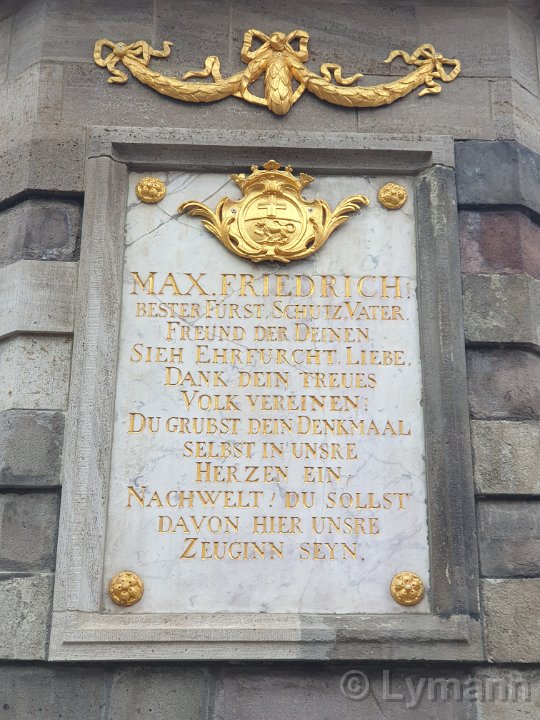 MAX. FRIEDRICH!
BESTER FÜRST, SCHUTZ, VATER
FREUND DER DEINEN
SIEH EHRFURCHT, LIEBE,
DANK DEIN TREUES
VOLK VEREINEN:
DU GRUBST DEIN DENKMAAL
SELBST IN UNSRE
HERZEN EIN,
NACHWELT! DU SOLLST
DAVON HIER UNSRE
ZEUGINN SEYN.
© Lymann